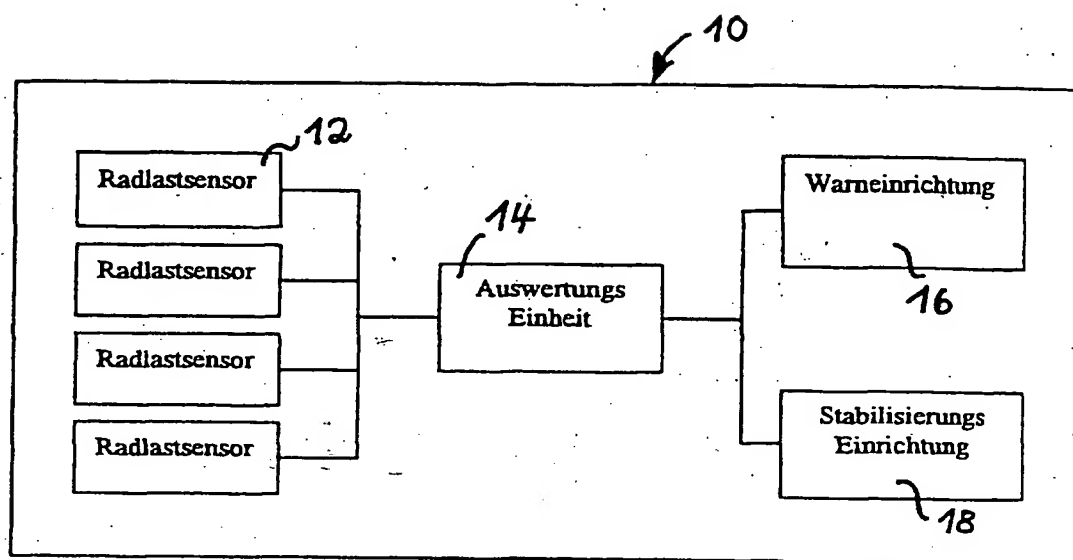 10
12
Radlastsensor
Radlastsensor
Radlastsensor
Radlastsensor
14
Auswertungs
Einheit
Warneinrichtung
16
Stabilisierungs
Einrichtung
18